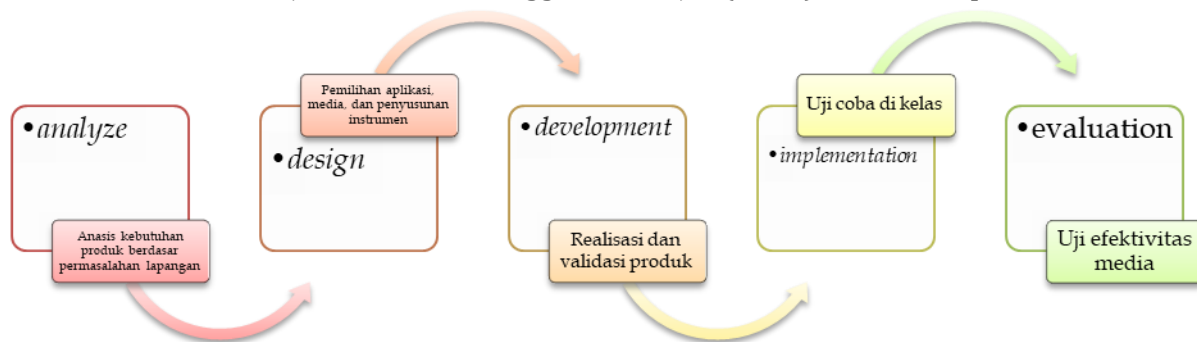 •analyze
Anasis kebutuhan
produk berdasar
permasalahan lapangan
Pemilihan aplikasi,
media, dan penyusunan
instrumen
•design
•development
Realisasi dan
validasi produk
Uji coba di kelas
•implementation
•evaluation
Uji efektivitas
media